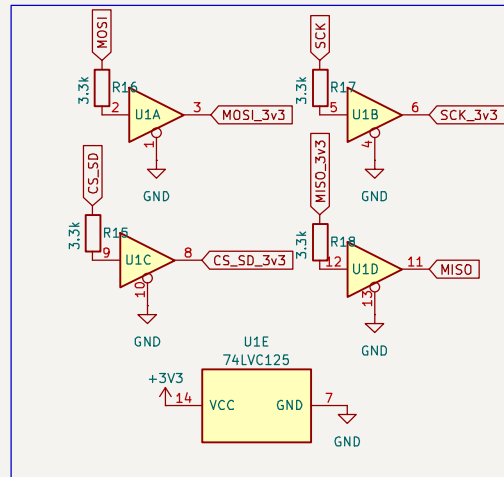 MOSI
3.3k
R16
2
U1A
3
MOSI_3v3
1
GND
SCK
3.3k
R17
5
U1B
6
SCK_3v3
4
GND
CS_SD
3.3k
R15
9
U1C
8
CS_SD_3v3
10
GND
MISO_3v3
3.3k
R18
12
U1D
11
MISO
13
GND
U1E
74LVC125
+3V3
14
VCC
GND
7
GND